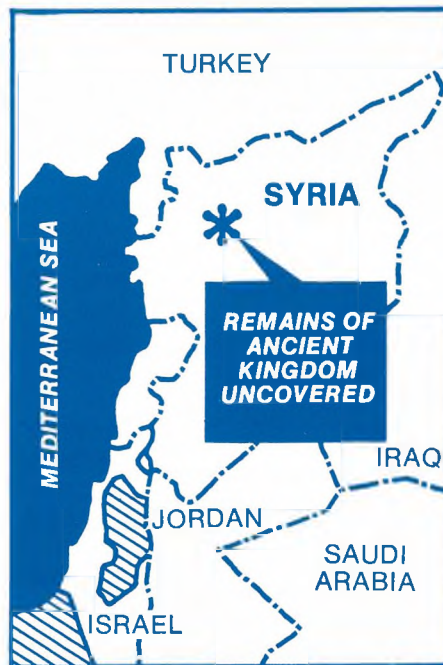 TURKEY
SYRIA
MEDITERRANEAN SEA
REMAINS OF
ANCIENT
KINGDOM
UNCOVERED
IRAQ
JORDAN
SAUDI
ARABIA
ISRAEL